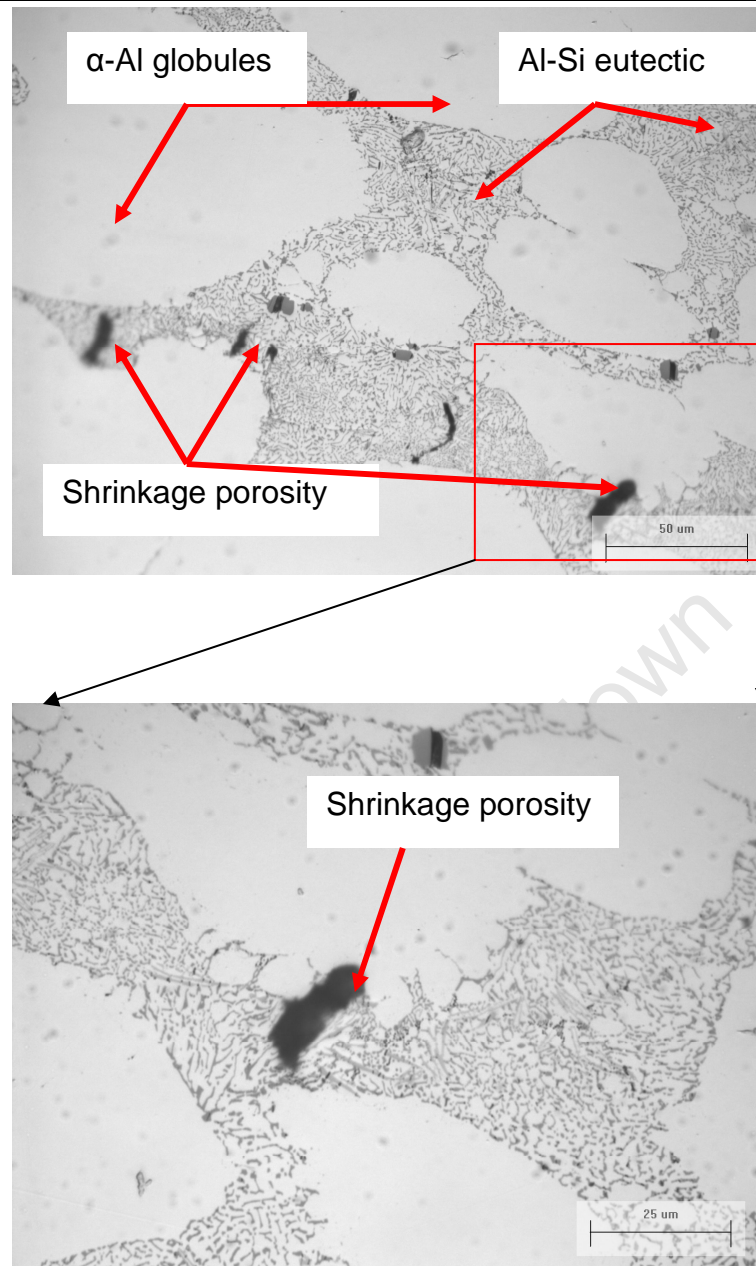 α-Al globules
Al-Si eutectic
Shrinkage porosity
50 um
Shrinkage porosity
25 um